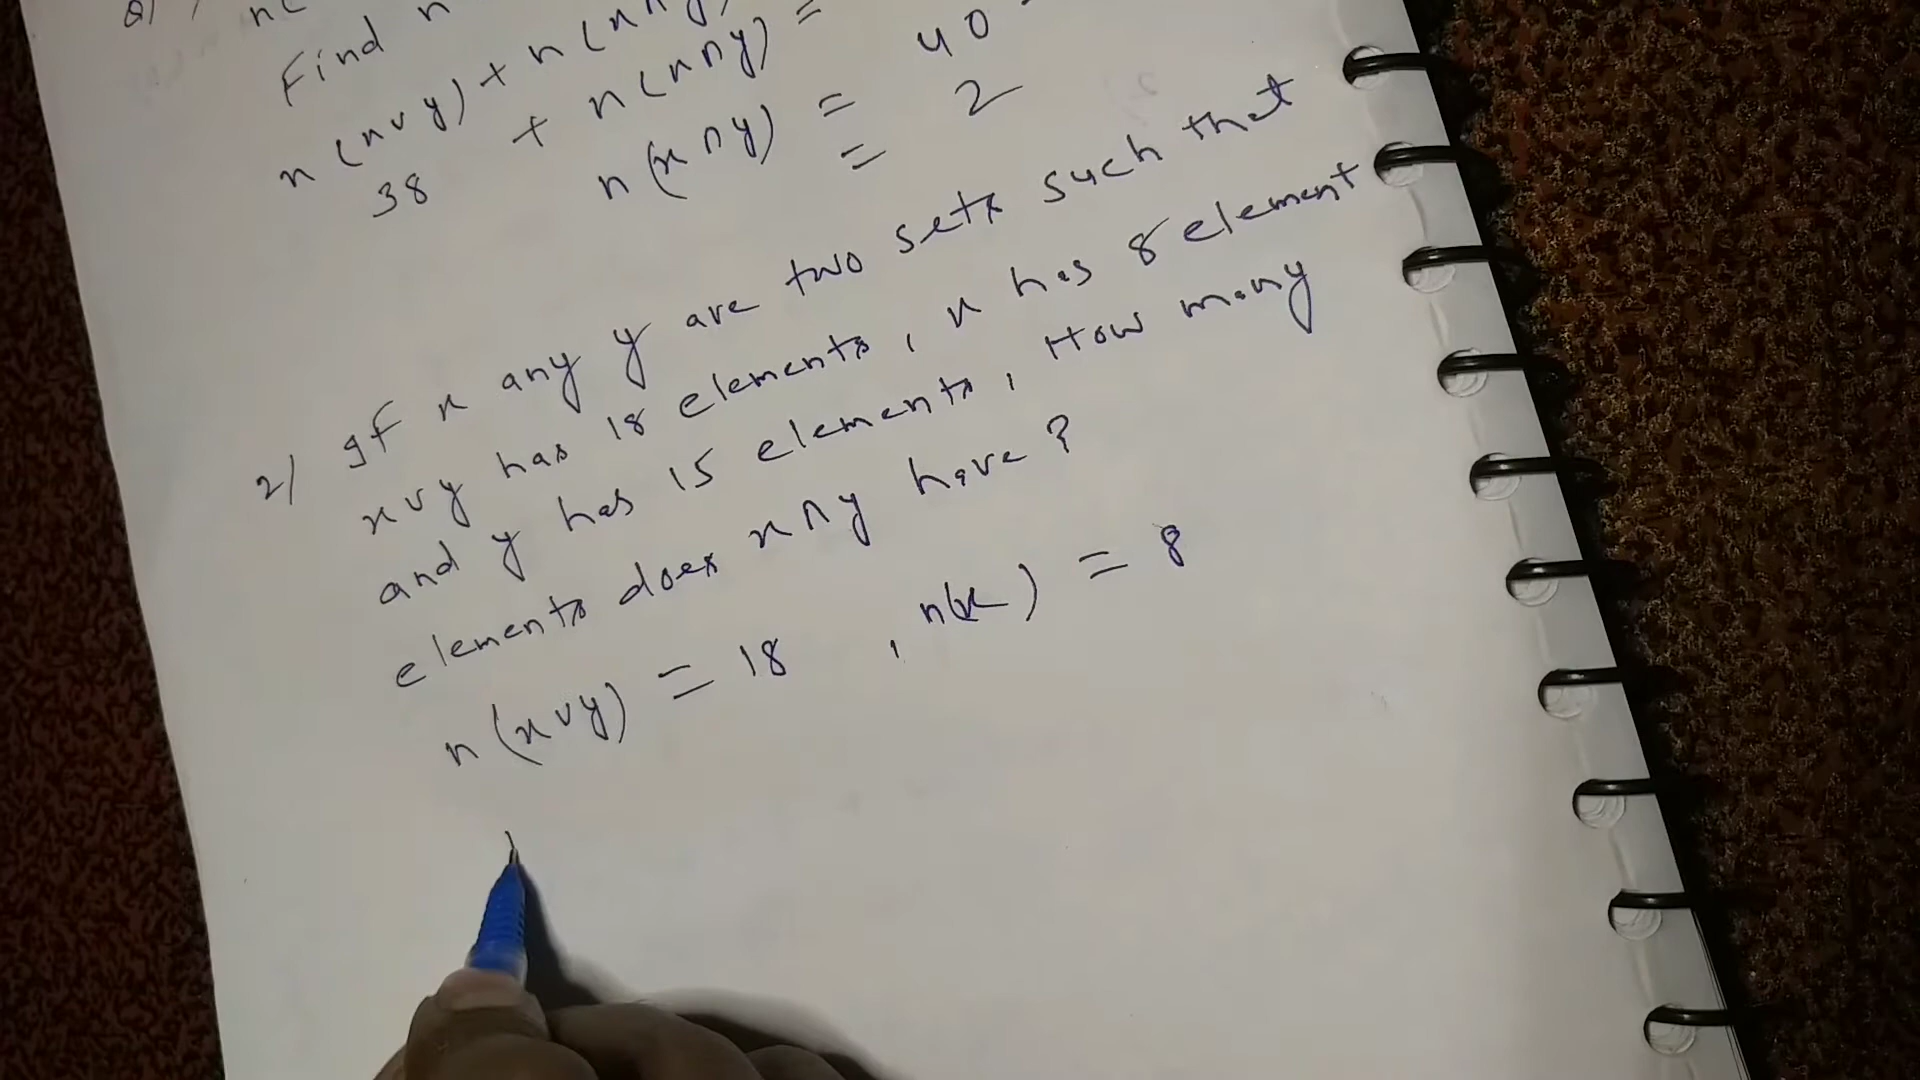 Find n
n(x∪y) + n(x∩y) =
38 + n(x∩y) = 40
n(x∩y) = 2
2) If x any y are two sets such that
x∪y has 18 elements, x has 8 element
and y has 15 elements, How many
elements does x∩y have?
n(x∪y) = 18 , n(x) = 8